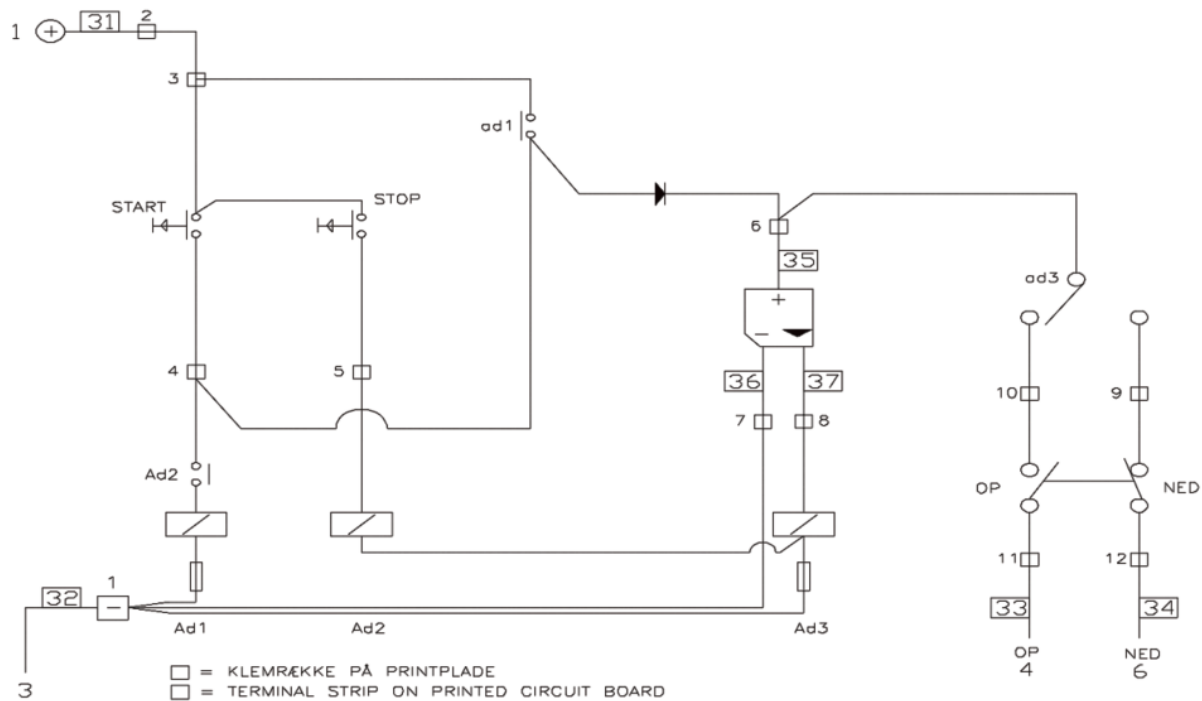 31
2
1 +
3
ad1
START
STOP
6
35
ad3
+
−
4
5
36
37
10
9
7
8
Ad2
OP
NED
11
12
1
32
−
33
34
Ad1
Ad2
Ad3
3
OP
4
NED
6
□ = KLEMRÆKKE PÅ PRINTPLADE
□ = TERMINAL STRIP ON PRINTED CIRCUIT BOARD